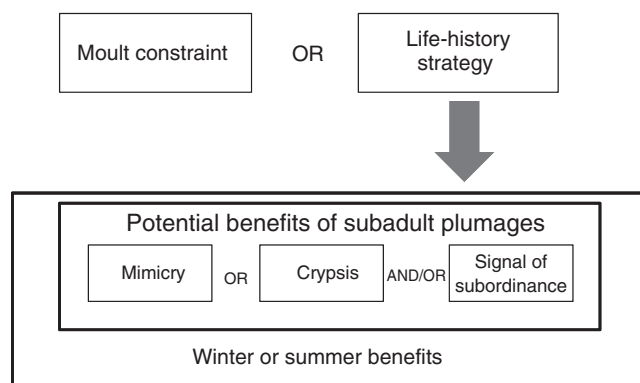 Moult constraint
OR
Life-history
strategy
Potential benefits of subadult plumages
Mimicry
OR
Crypsis
AND/OR
Signal of
subordinance
Winter or summer benefits